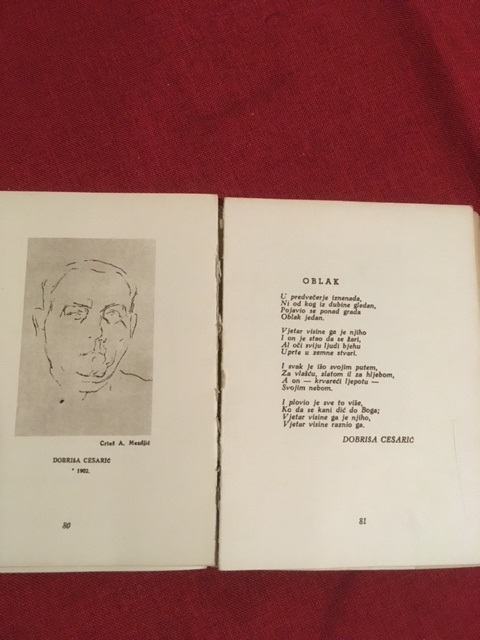 Crtež A. Mezdjić
DOBRIŠA CESARIĆ
* 1902.
80
OBLAK
U predvečerje iznenada,
Ni od kog iz dubine gledan,
Pojavio se ponad grada
Oblak jedan.
Vjetar visine ga je njiho
I on je stao da se žari,
Al oči sviju ljudi bjehu
Uprte u zemne stvari.
I svak je išo svojim putem,
Za vlašću, zlatom il za hljebom,
A on — krvareći ljepotu —
Svojim nebom.
I plovio je sve to više,
Ko da se kani dić do Boga;
Vjetar visine ga je njiho,
Vjetar visine raznio ga.
DOBRIŠA CESARIĆ
81